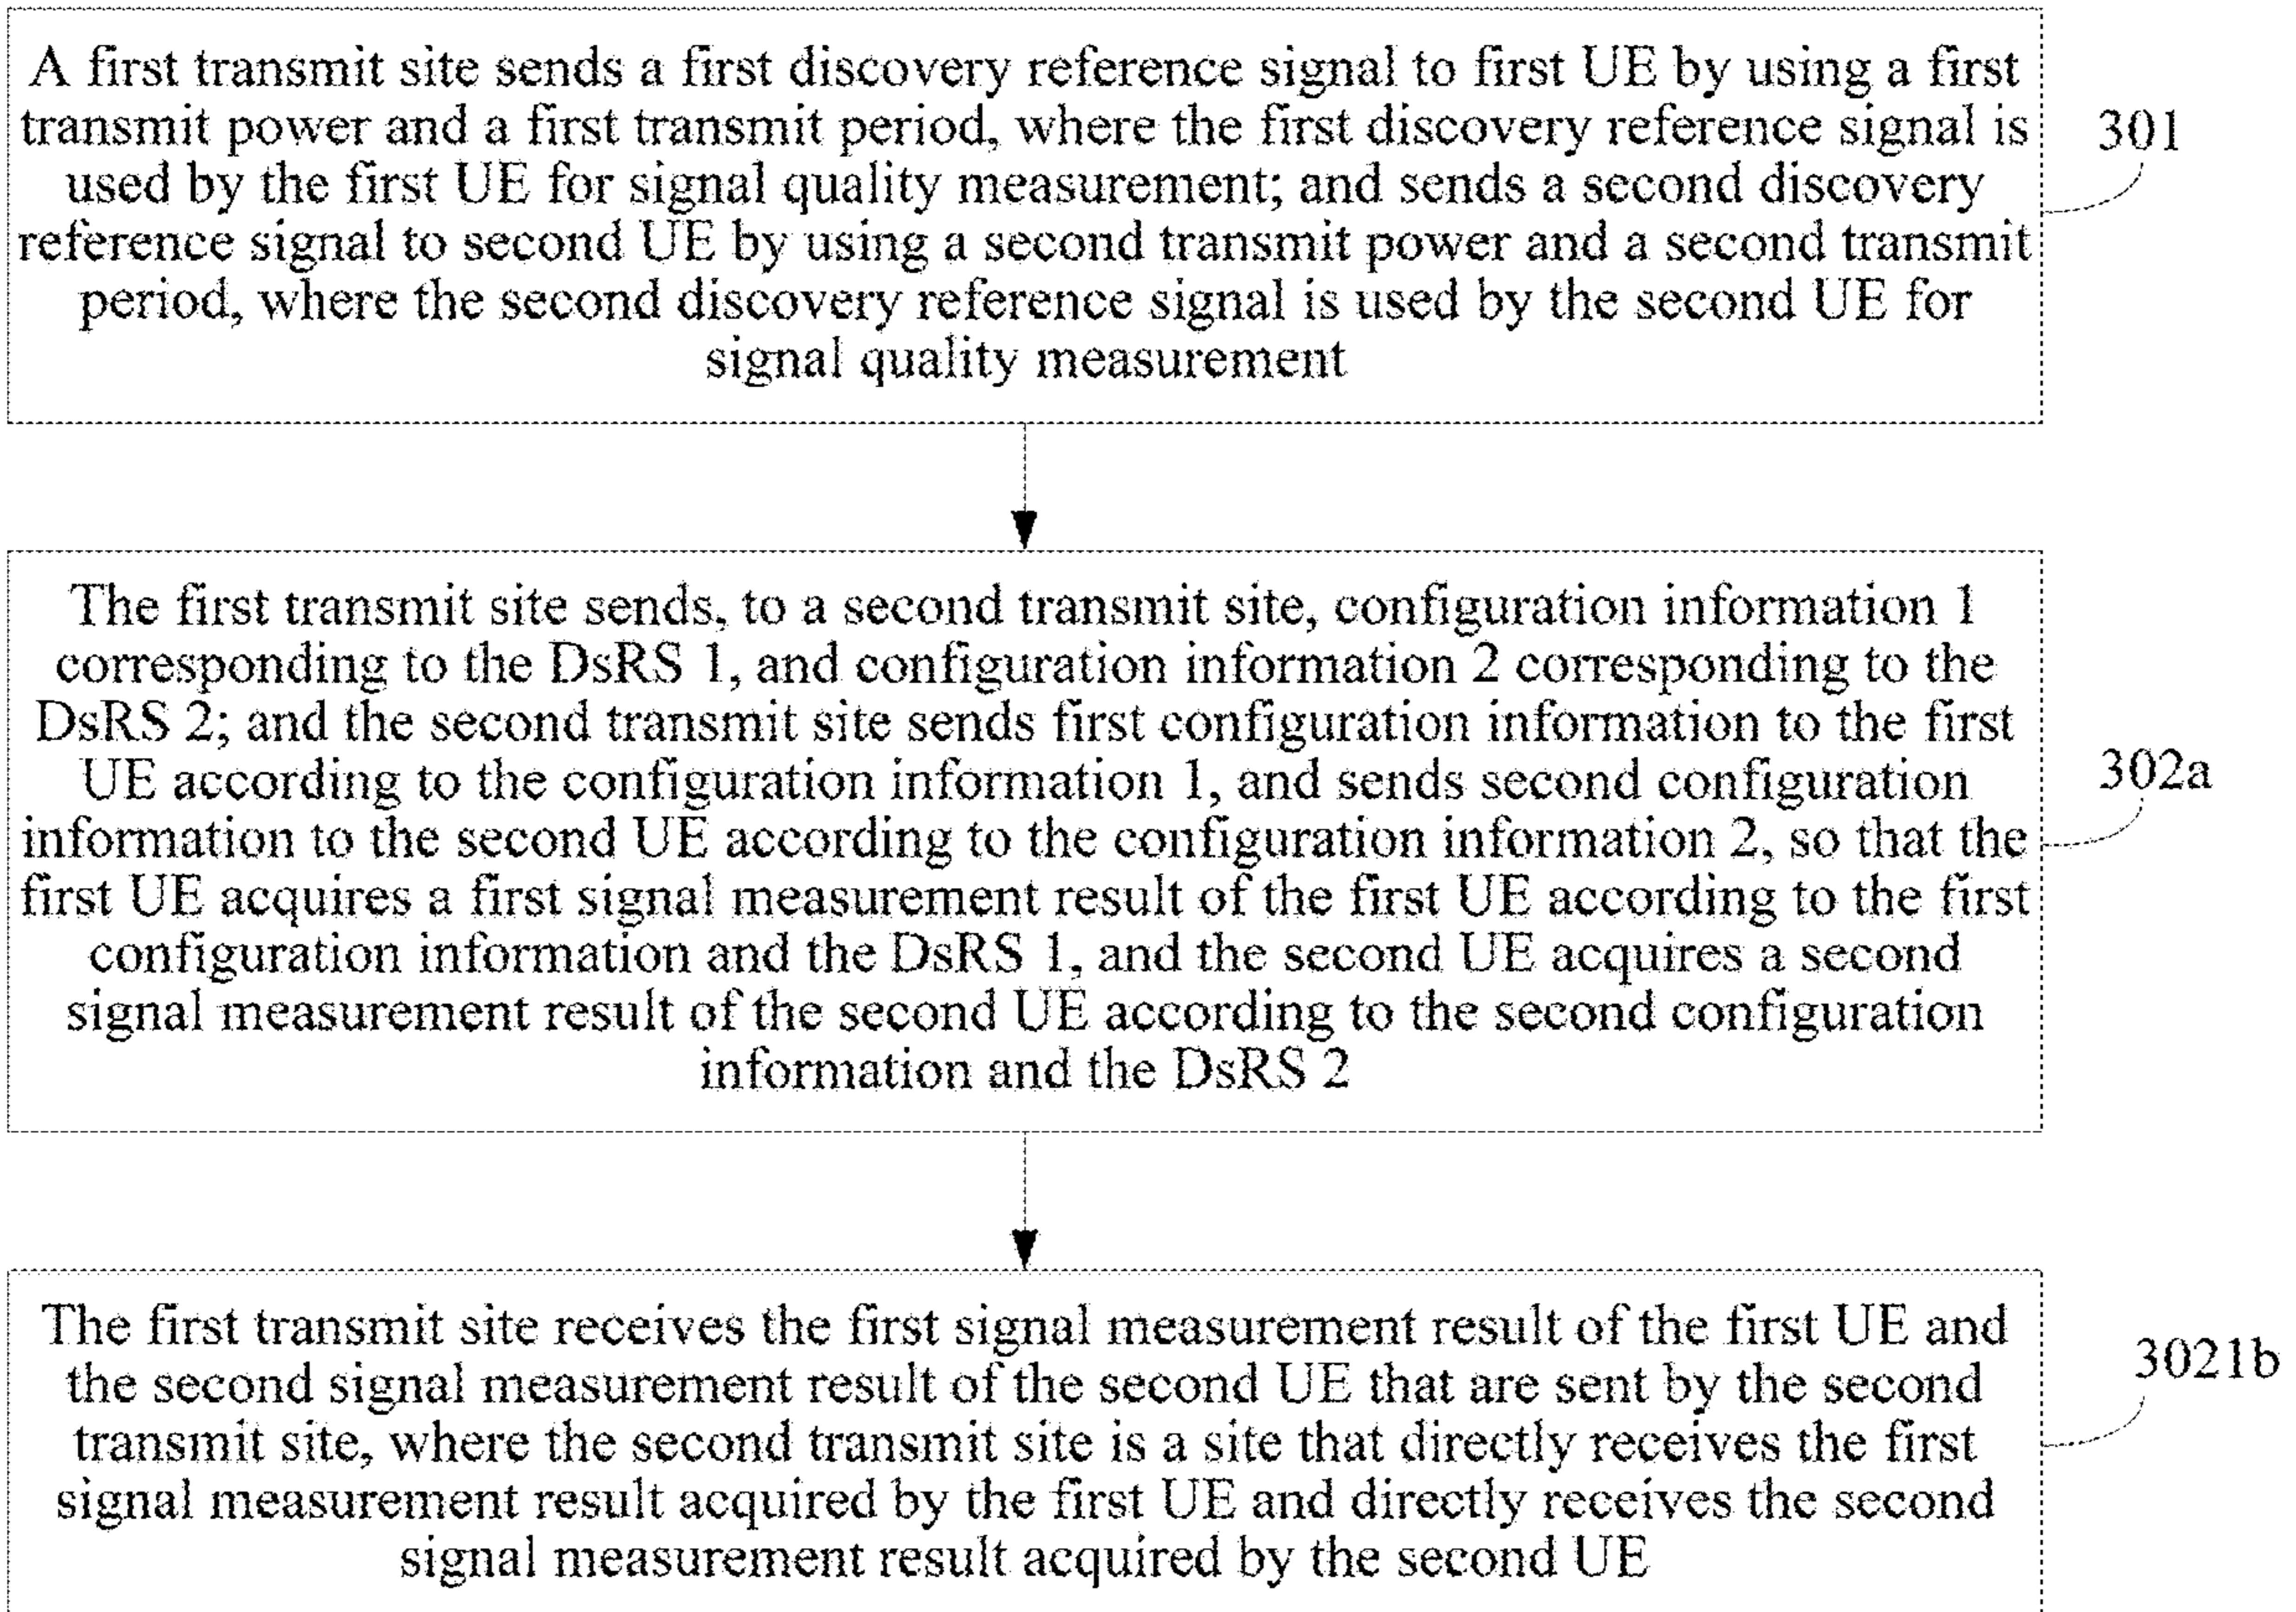 A first transmit site sends a first discovery reference signal to first UE by using a first
transmit power and a first transmit period, where the first discovery reference signal is
used by the first UE for signal quality measurement; and sends a second discovery
reference signal to second UE by using a second transmit power and a second transmit
period, where the second discovery reference signal is used by the second UE for
signal quality measurement
301
The first transmit site sends, to a second transmit site, configuration information 1
corresponding to the DsRS 1, and configuration information 2 corresponding to the
DsRS 2; and the second transmit site sends first configuration information to the first
UE according to the configuration information 1, and sends second configuration
information to the second UE according to the configuration information 2, so that the
first UE acquires a first signal measurement result of the first UE according to the first
configuration information and the DsRS 1, and the second UE acquires a second
signal measurement result of the second UE according to the second configuration
information and the DsRS 2
302a
The first transmit site receives the first signal measurement result of the first UE and
the second signal measurement result of the second UE that are sent by the second
transmit site, where the second transmit site is a site that directly receives the first
signal measurement result acquired by the first UE and directly receives the second
signal measurement result acquired by the second UE
3021b